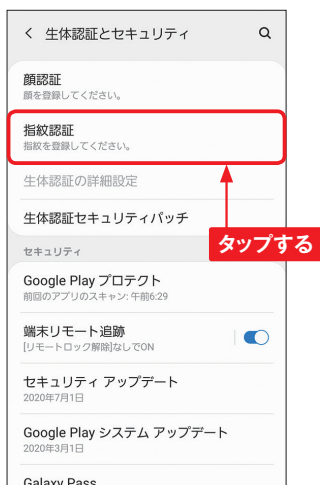 生体認証とセキュリティ
顔認証
顔を登録してください。
指紋認証
指紋を登録してください。
生体認証の詳細設定
生体認証セキュリティパッチ
タップする
セキュリティ
Google Play プロテクト
前回のアプリのスキャン: 午前6:29
端末リモート追跡
[リモートロック解除]なしでON
セキュリティ アップデート
2020年7月1日
Google Play システム アップデート
2020年3月1日
Galaxy Pass